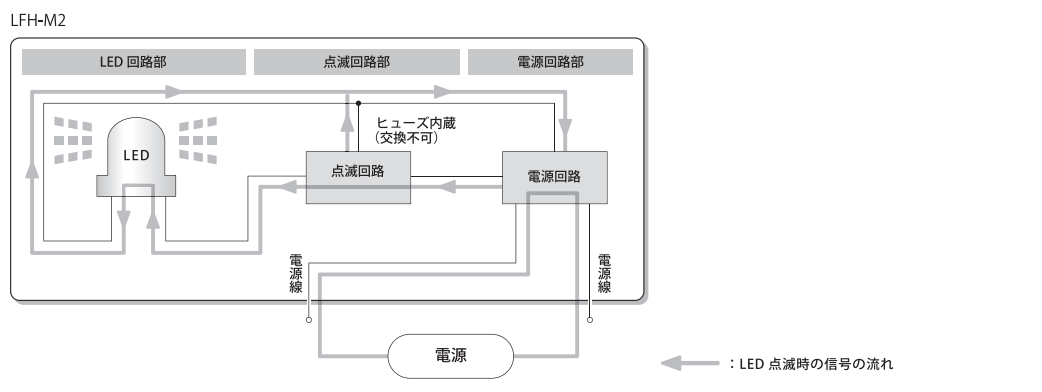 LFH-M2
LED 回路部
点滅回路部
電源回路部
ヒューズ内蔵
（交換不可）
LED
点滅回路
電源回路
電源線
電源線
電源
：LED 点滅時の信号の流れ